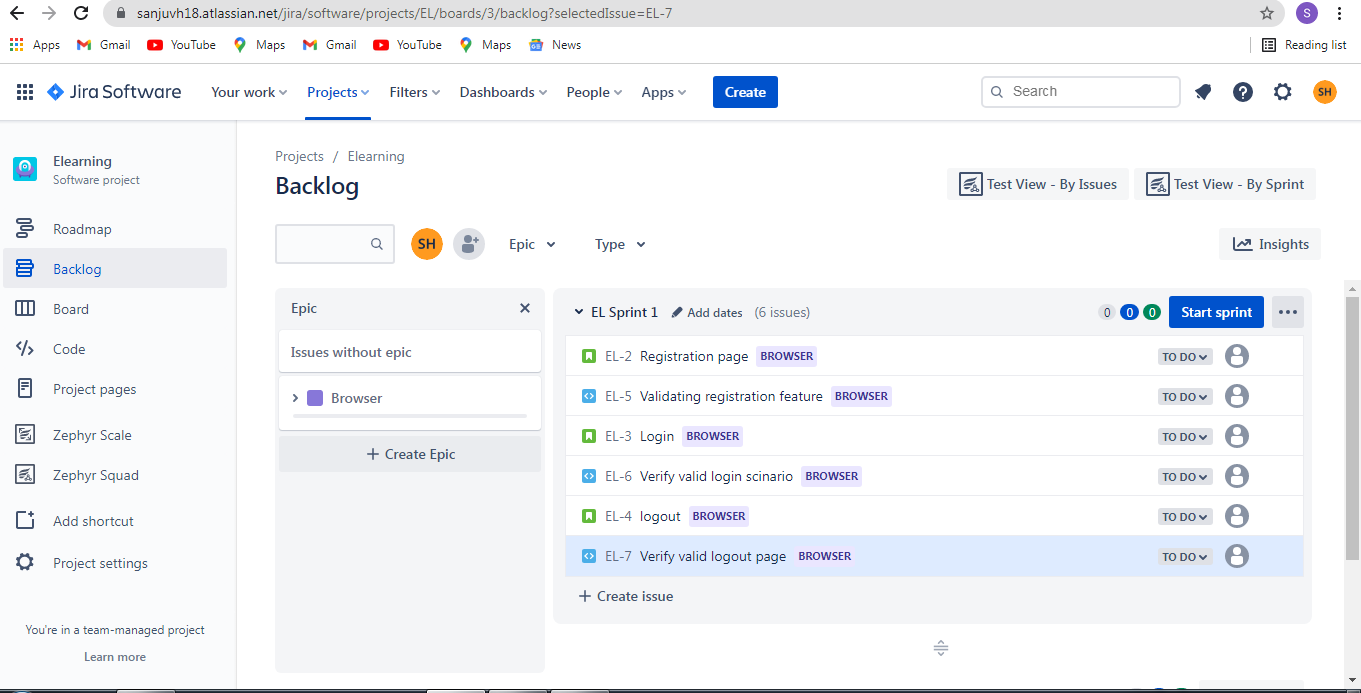 sanjuvh18.atlassian.net/jira/software/projects/EL/boards/3/backlog?selectedIssue=EL-7 S
Apps Gmail YouTube Maps Gmail YouTube Maps News Reading list
Jira Software Your work Projects Filters Dashboards People Apps Create Search SH
Elearning
Software project
Roadmap
Backlog
Board
Code
Project pages
Zephyr Scale
Zephyr Squad
Add shortcut
Project settings
You're in a team-managed project
Learn more
Projects / Elearning
Backlog
Test View - By Issues Test View - By Sprint
SH Epic Type Insights
Epic
Issues without epic
Browser
+ Create Epic
EL Sprint 1 Add dates (6 issues) 0 0 0 Start sprint
EL-2 Registration page BROWSER TO DO
EL-5 Validating registration feature BROWSER TO DO
EL-3 Login BROWSER TO DO
EL-6 Verify valid login scinario BROWSER TO DO
EL-4 logout BROWSER TO DO
EL-7 Verify valid logout page BROWSER TO DO
+ Create issue